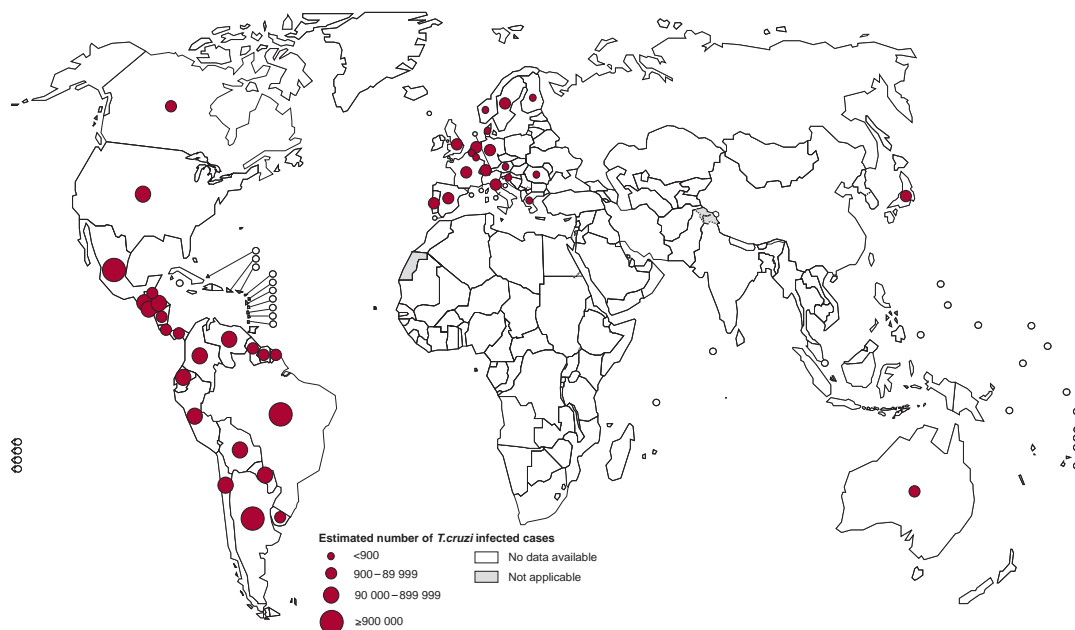 Estimated number of T.cruzi infected cases
<900
900–89 999
90 000–899 999
≥900 000
No data available
Not applicable